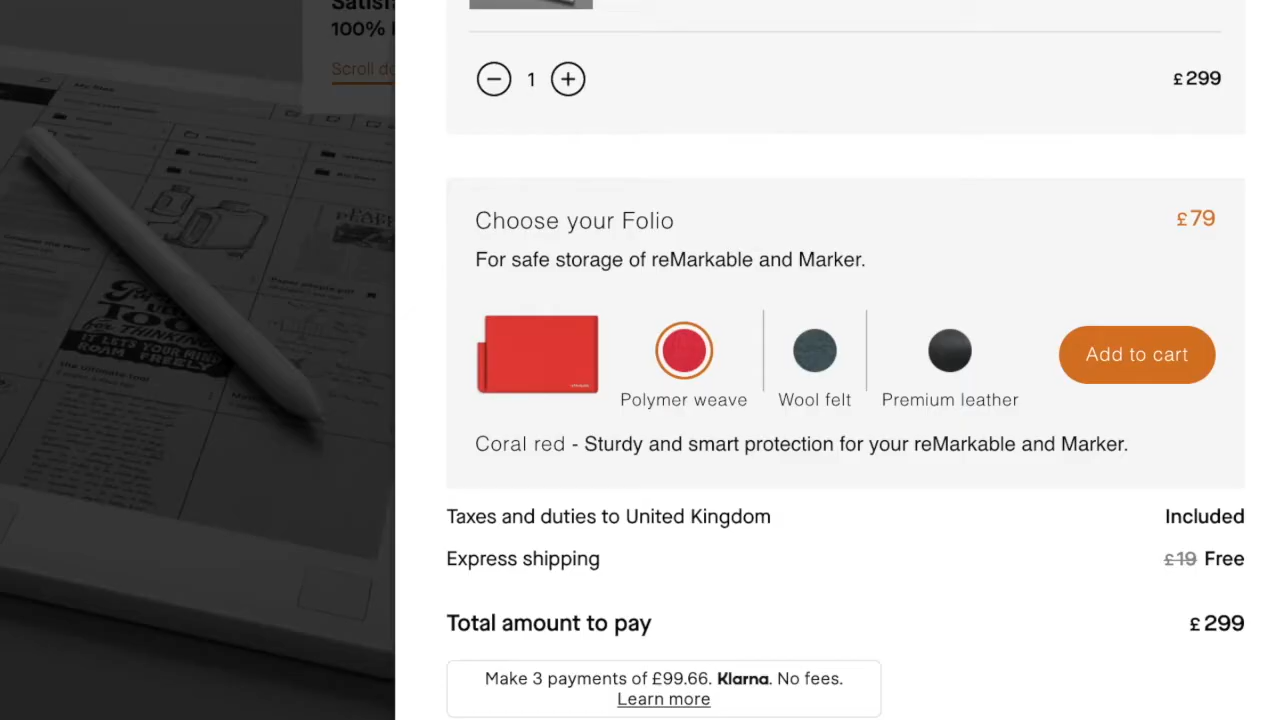 100%
Scroll
1
£299
Choose your Folio
£79
For safe storage of reMarkable and Marker.
Add to cart
Polymer weave
Wool felt
Premium leather
Coral red - Sturdy and smart protection for your reMarkable and Marker.
Taxes and duties to United Kingdom
Included
Express shipping
£19 Free
Total amount to pay
£299
Make 3 payments of £99.66. Klarna. No fees.
Learn more